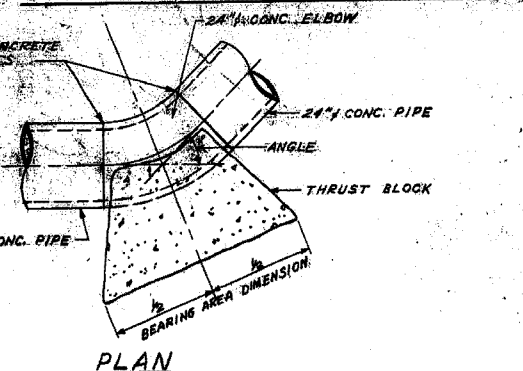 24"⌀ CONC. ELBOW
24"⌀ CONC. PIPE
ANGLE
THRUST BLOCK
CONC. PIPE
1/2
1/2
BEARING AREA DIMENSION
PLAN